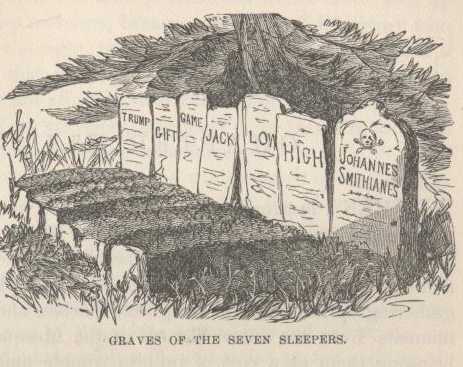 TRUMP
GIFT
GAME
JACK
LOW
HIGH
JOHANNES
SMITHIANES
GRAVES OF THE SEVEN SLEEPERS.